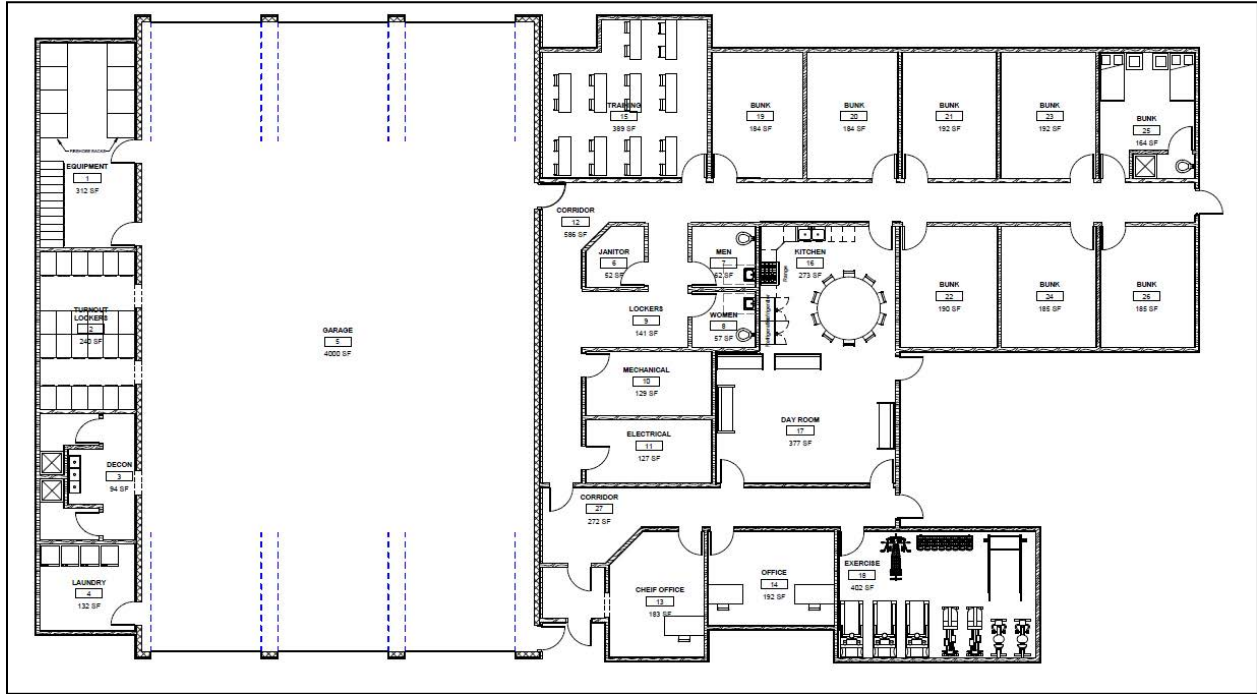 TRAINING
15
389 SF
BUNK
19
184 SF
BUNK
20
184 SF
BUNK
21
192 SF
BUNK
23
192 SF
BUNK
25
164 SF
EQUIPMENT
1
312 SF
CORRIDOR
12
586 SF
JANITOR
6
52 SF
MEN
7
62 SF
KITCHEN
16
273 SF
Range
Refrigerator
Refrigerator
BUNK
22
190 SF
BUNK
24
185 SF
BUNK
26
185 SF
TURNOUT
LOCKERS
2
240 SF
GARAGE
5
4000 SF
LOCKERS
9
141 SF
WOMEN
8
57 SF
MECHANICAL
10
129 SF
DAY ROOM
17
377 SF
ELECTRICAL
11
127 SF
DECON
3
94 SF
CORRIDOR
27
272 SF
LAUNDRY
4
132 SF
CHEIF OFFICE
13
183 SF
OFFICE
14
192 SF
EXERCISE
18
402 SF